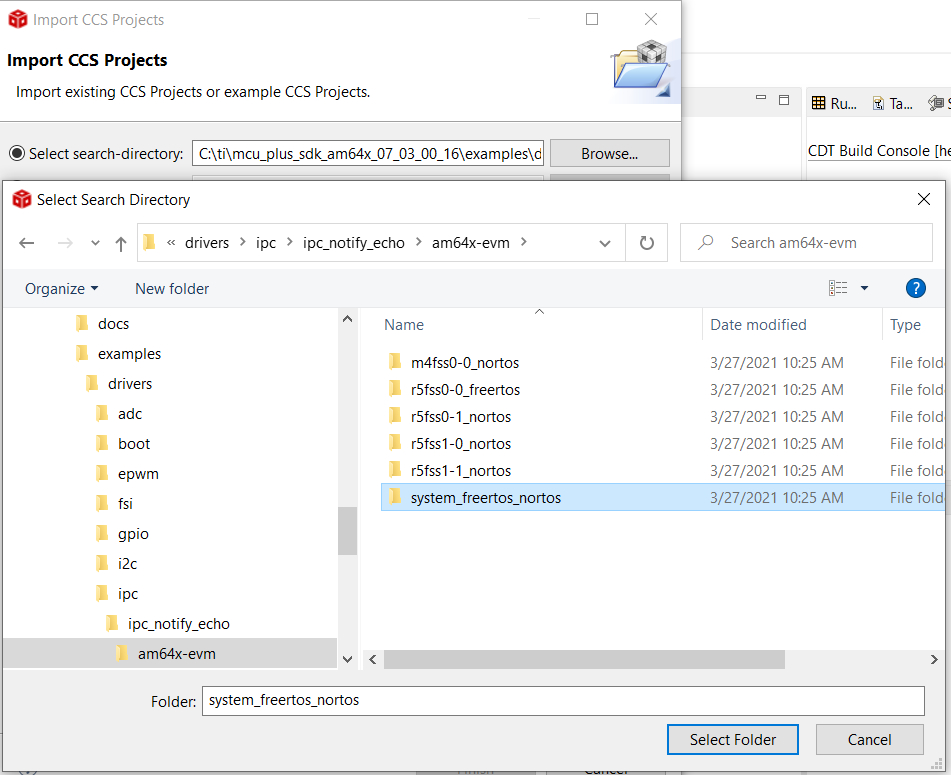 Import CCS Projects
Import CCS Projects
Import existing CCS Projects or example CCS Projects.
Select search-directory: C:\ti\mcu_plus_sdk_am64x_07_03_00_16\examples\d Browse...
Ru... Ta... S
CDT Build Console [he
Select Search Directory
« drivers > ipc > ipc_notify_echo > am64x-evm > Search am64x-evm
Organize New folder ?
docs
examples
drivers
adc
boot
epwm
fsi
gpio
i2c
ipc
ipc_notify_echo
am64x-evm
Name Date modified Type
m4fss0-0_nortos 3/27/2021 10:25 AM File fold
r5fss0-0_freertos 3/27/2021 10:25 AM File fold
r5fss0-1_nortos 3/27/2021 10:25 AM File fold
r5fss1-0_nortos 3/27/2021 10:25 AM File fold
r5fss1-1_nortos 3/27/2021 10:25 AM File fold
system_freertos_nortos 3/27/2021 10:25 AM File fold
Folder: system_freertos_nortos
Select Folder Cancel
Finish Cancel